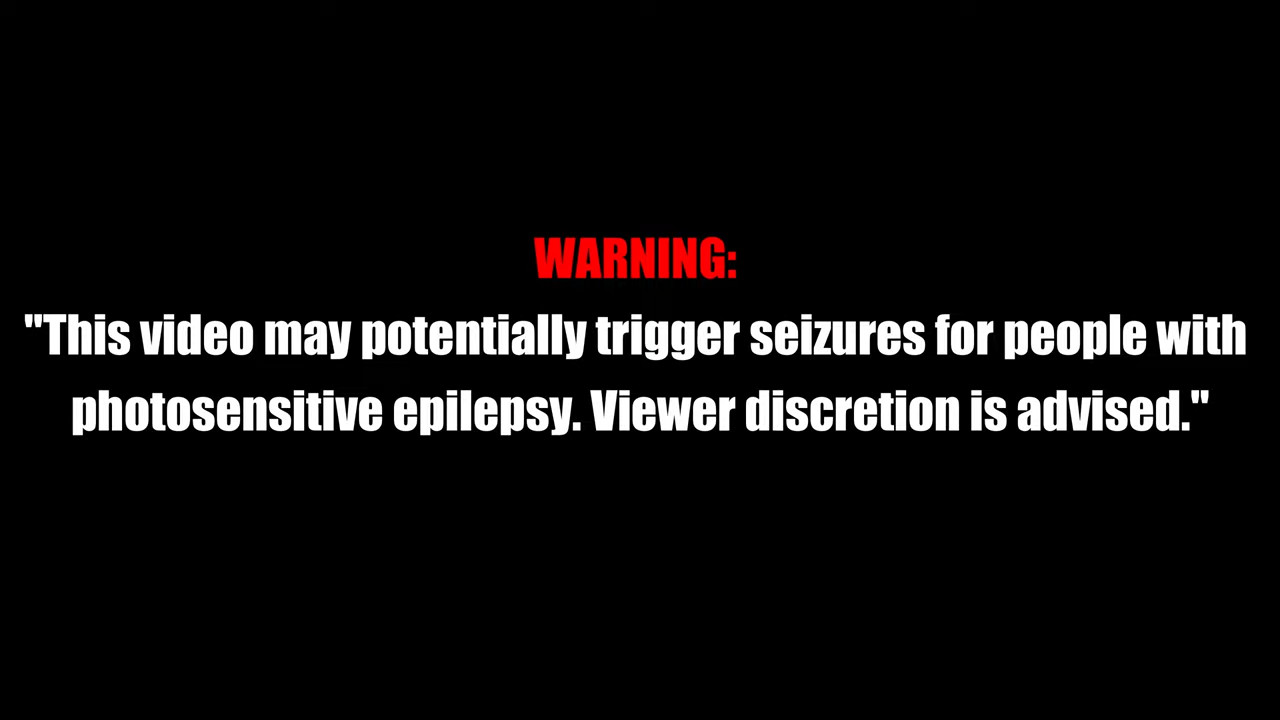 WARNING:
"This video may potentially trigger seizures for people with
photosensitive epilepsy. Viewer discretion is advised."